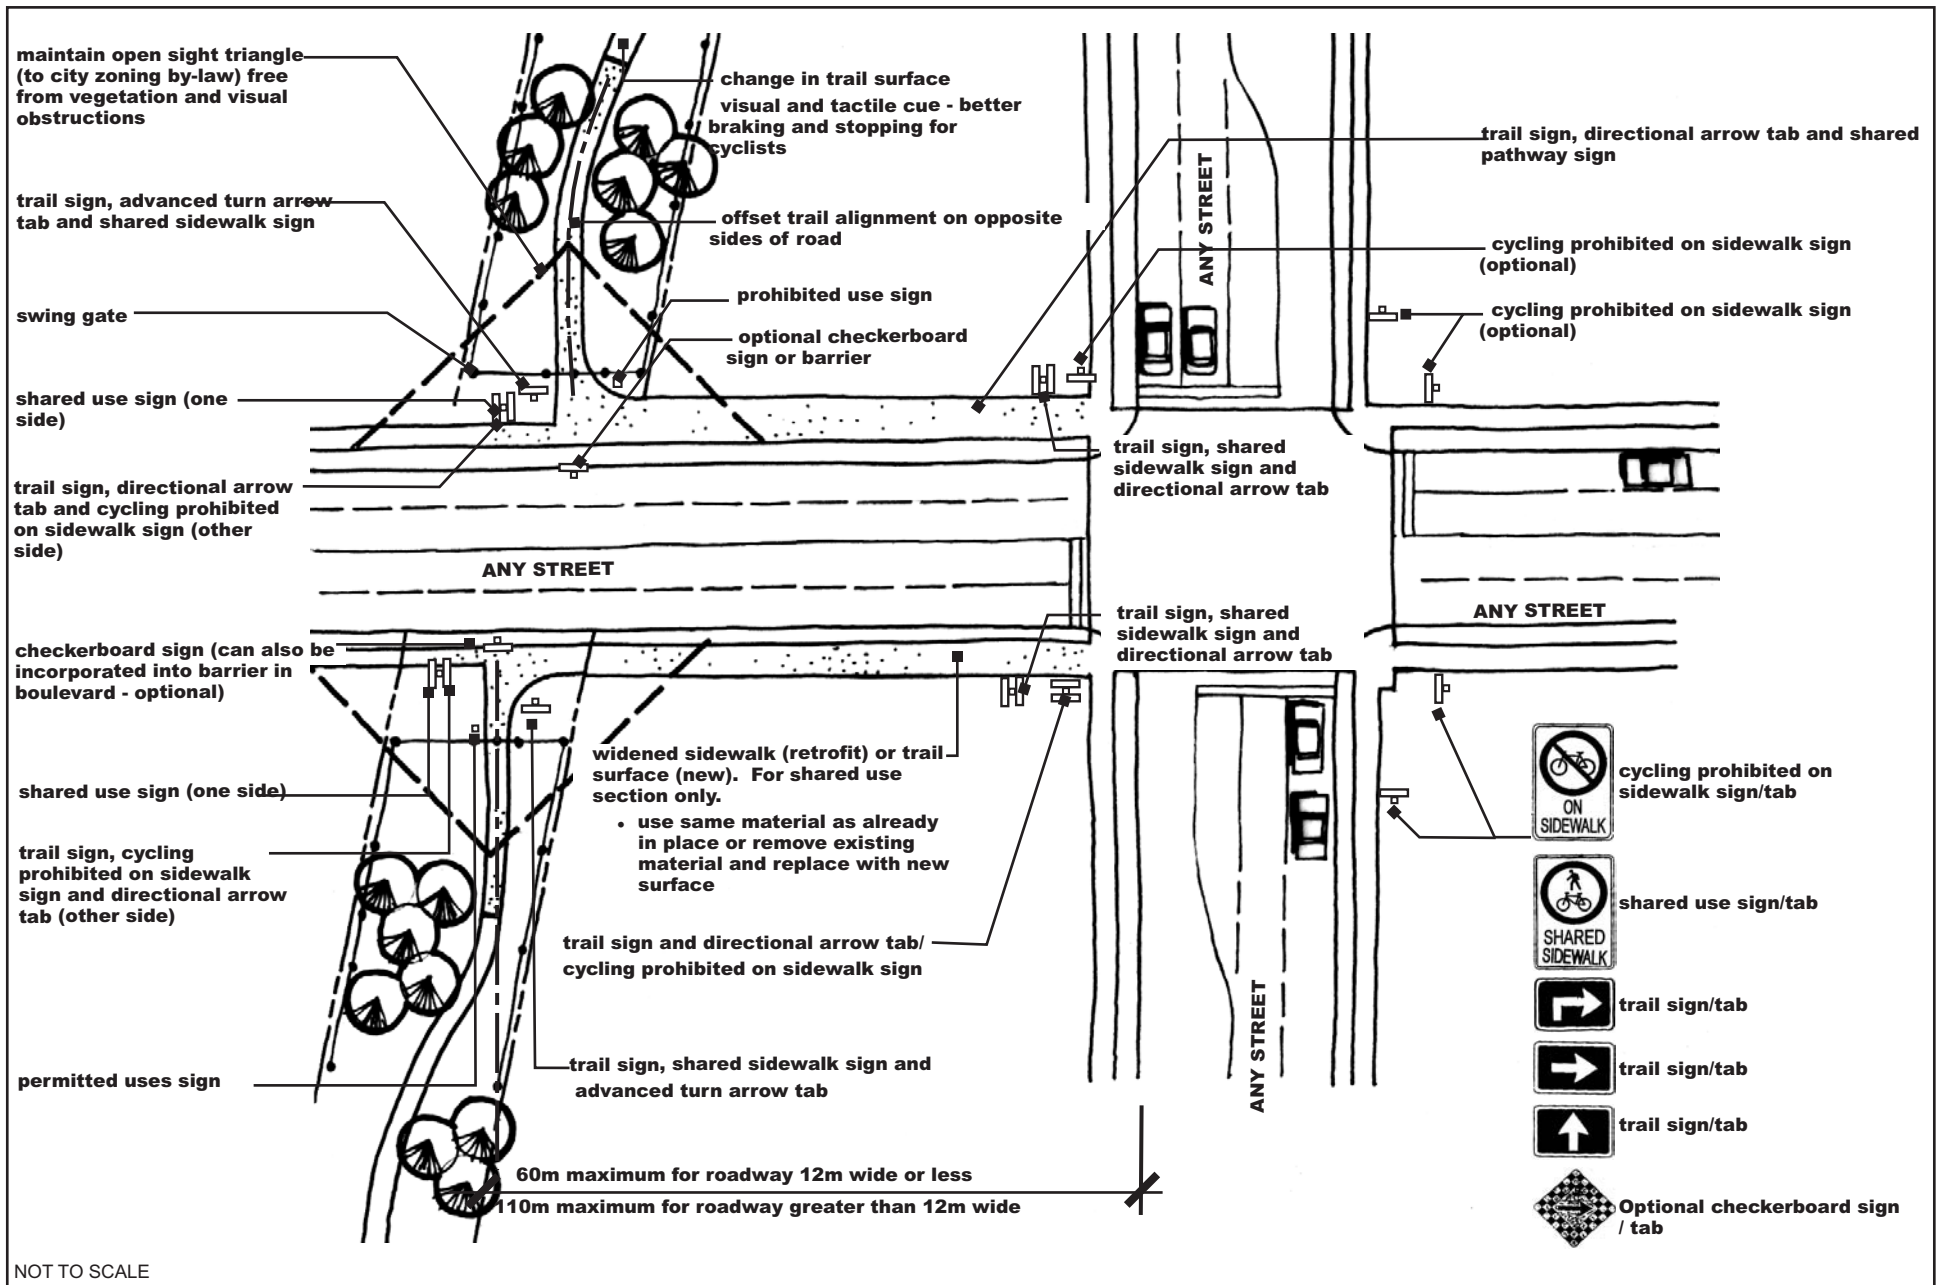 maintain open sight triangle
(to city zoning by-law) free
from vegetation and visual
obstructions
trail sign, advanced turn arrow
tab and shared sidewalk sign
swing gate
shared use sign (one
side)
trail sign, directional arrow
tab and cycling prohibited
on sidewalk sign (other
side)
checkerboard sign (can also be
incorporated into barrier in
boulevard - optional)
shared use sign (one side)
trail sign, cycling
prohibited on sidewalk
sign and directional arrow
tab (other side)
permitted uses sign
change in trail surface
visual and tactile cue - better
braking and stopping for
cyclists
offset trail alignment on opposite
sides of road
prohibited use sign
optional checkerboard
sign or barrier
ANY STREET
widened sidewalk (retrofit) or trail
surface (new). For shared use
section only.
• use same material as already
in place or remove existing
material and replace with new
surface
trail sign and directional arrow tab/
cycling prohibited on sidewalk sign
trail sign, shared sidewalk sign and
advanced turn arrow tab
60m maximum for roadway 12m wide or less
110m maximum for roadway greater than 12m wide
ANY STREET
trail sign, shared
sidewalk sign and
directional arrow tab
trail sign, shared
sidewalk sign and
directional arrow tab
ANY STREET
trail sign, directional arrow tab and shared
pathway sign
cycling prohibited on sidewalk sign
(optional)
cycling prohibited on sidewalk sign
(optional)
ANY STREET
ON
SIDEWALK
cycling prohibited on
sidewalk sign/tab
SHARED
SIDEWALK
shared use sign/tab
trail sign/tab
trail sign/tab
trail sign/tab
Optional checkerboard sign
/ tab
NOT TO SCALE